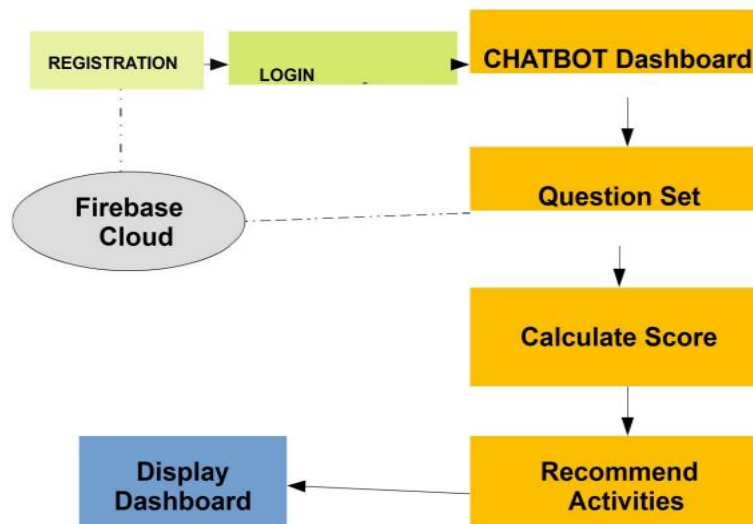 REGISTRATION
LOGIN
CHATBOT Dashboard
Firebase
Cloud
Question Set
Calculate Score
Display
Dashboard
Recommend
Activities